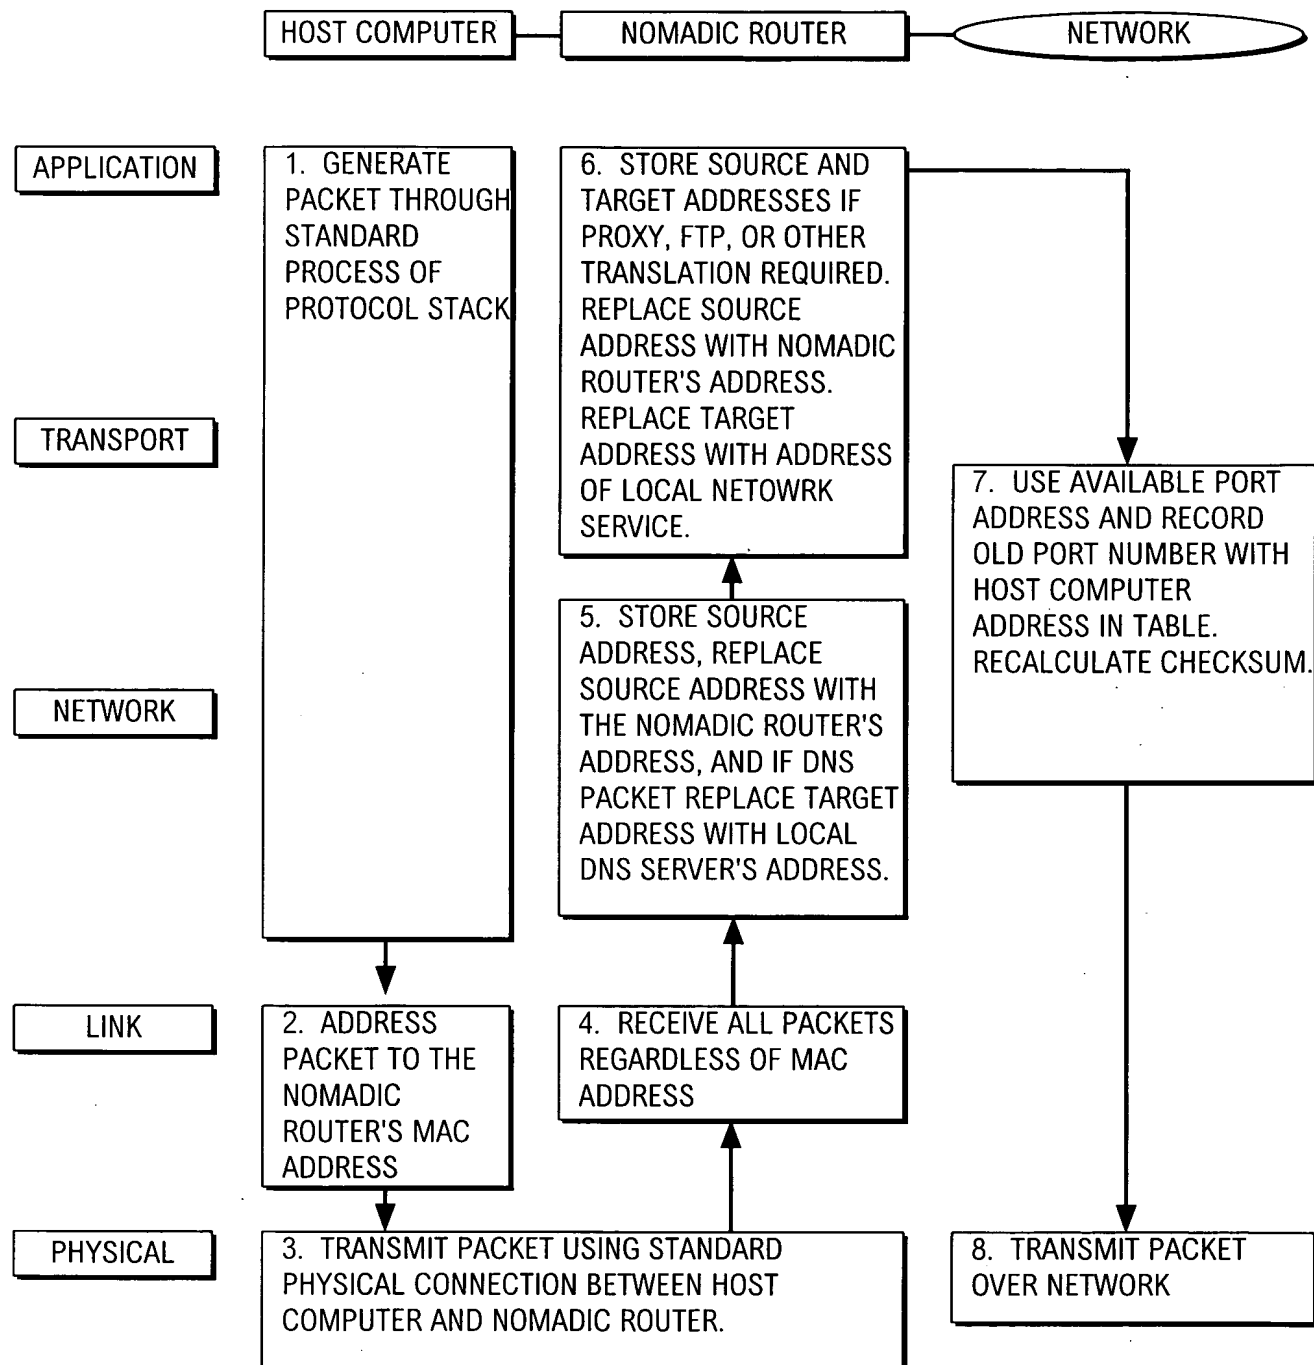 HOST COMPUTER
NOMADIC ROUTER
NETWORK
APPLICATION
TRANSPORT
NETWORK
LINK
PHYSICAL
1. GENERATE
PACKET THROUGH
STANDARD
PROCESS OF
PROTOCOL STACK
2. ADDRESS
PACKET TO THE
NOMADIC
ROUTER'S MAC
ADDRESS
3. TRANSMIT PACKET USING STANDARD
PHYSICAL CONNECTION BETWEEN HOST
COMPUTER AND NOMADIC ROUTER.
4. RECEIVE ALL PACKETS
REGARDLESS OF MAC
ADDRESS
5. STORE SOURCE
ADDRESS, REPLACE
SOURCE ADDRESS WITH
THE NOMADIC ROUTER'S
ADDRESS, AND IF DNS
PACKET REPLACE TARGET
ADDRESS WITH LOCAL
DNS SERVER'S ADDRESS.
6. STORE SOURCE AND
TARGET ADDRESSES IF
PROXY, FTP, OR OTHER
TRANSLATION REQUIRED.
REPLACE SOURCE
ADDRESS WITH NOMADIC
ROUTER'S ADDRESS.
REPLACE TARGET
ADDRESS WITH ADDRESS
OF LOCAL NETOWRK
SERVICE.
7. USE AVAILABLE PORT
ADDRESS AND RECORD
OLD PORT NUMBER WITH
HOST COMPUTER
ADDRESS IN TABLE.
RECALCULATE CHECKSUM.
8. TRANSMIT PACKET
OVER NETWORK